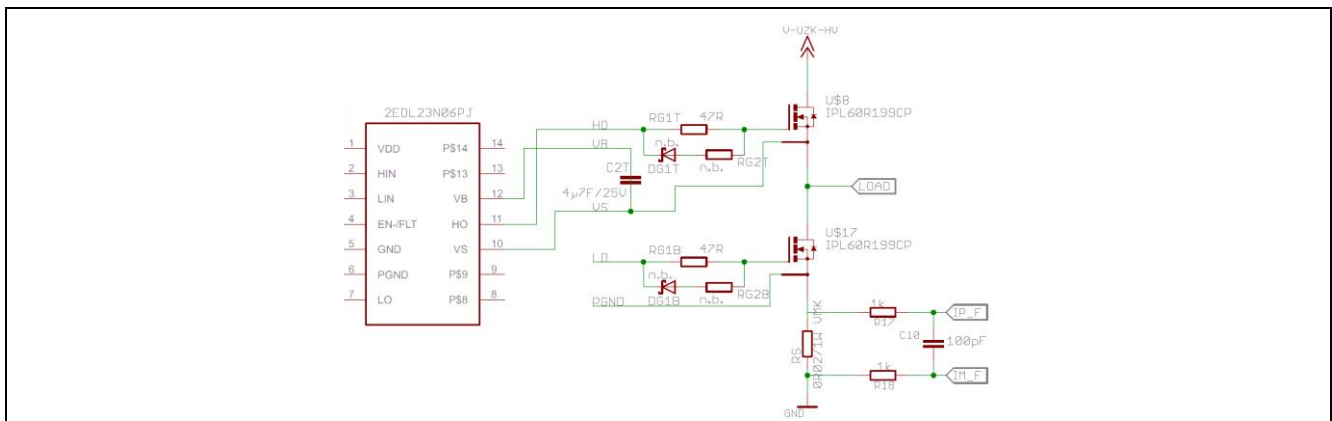 V-UZK-HV
2EDL23N06PJ
1 VDD P$14 14
2 HIN P$13 13
3 LIN VB 12
4 EN-/FLT HO 11
5 GND VS 10
6 PGND P$9 9
7 LO P$8 8
HO
VB
C2T
4µ7F/25V
VS
RG1T 47R
n.b.
DG1T
n.b.
RG2T
U$8
IPL60R199CP
LOAD
LO
RG1B 47R
n.b.
DG1B
n.b.
RG2B
PGND
U$17
IPL60R199CP
VMK
RS
0R02/1W
1k
R17
IP_F
C10
100pF
1k
R18
IM_F
GND